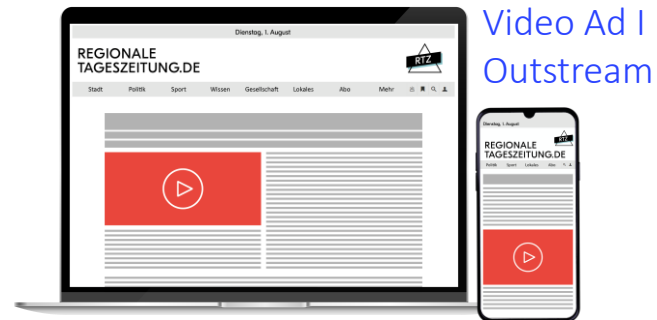 Dienstag, 1. August
REGIONALE
TAGESZEITUNG.DE
RTZ
Stadt Politik Sport Wissen Gesellschaft Lokales Abo Mehr
Video Ad I
Outstream
Dienstag, 1. August
REGIONALE
TAGESZEITUNG.DE
RTZ
Politik Sport Lokales Abo